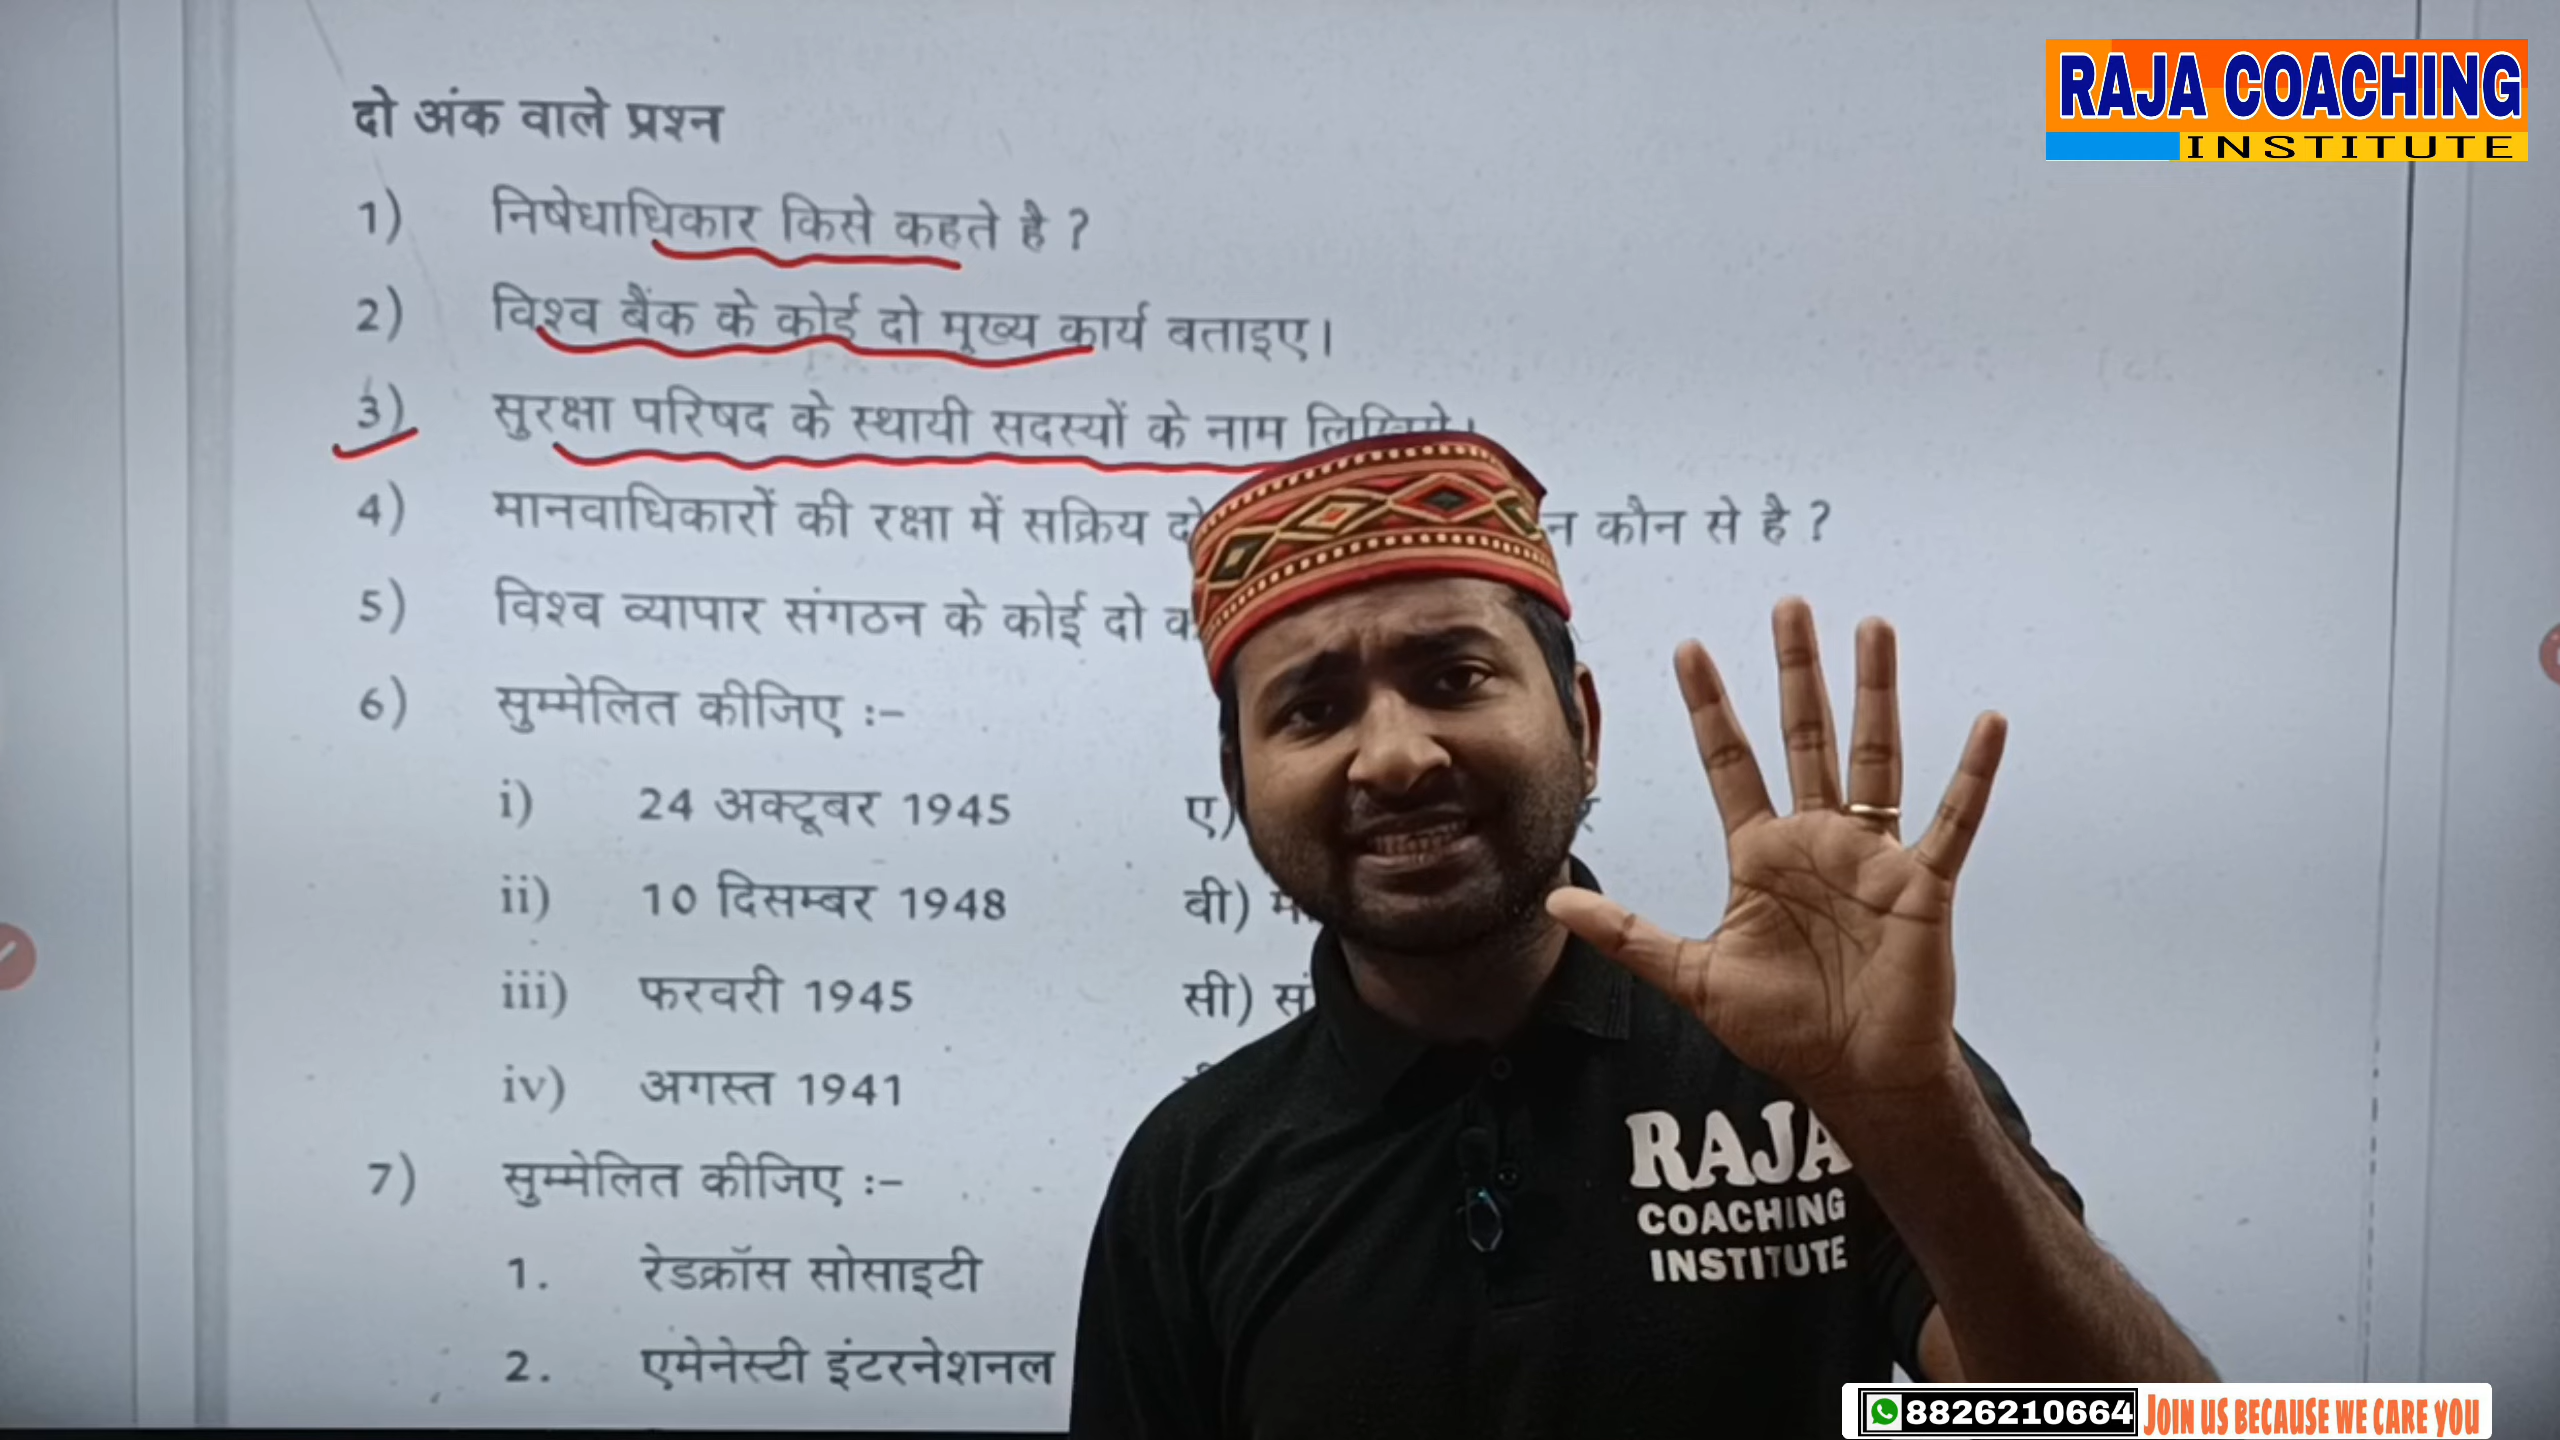 RAJA COACHING
INSTITUTE
दो अंक वाले प्रश्न
1) निषेधाधिकार किसे कहते है ?
2) विश्व बैंक के कोई दो मुख्य कार्य बताइए।
3) सुरक्षा परिषद के स्थायी सदस्यों के नाम लिखिये।
4) मानवाधिकारों की रक्षा में सक्रिय कौन से है ?
5) विश्व व्यापार संगठन के कोई दो
6) सुम्मेलित कीजिए :–
i) 24 अक्टूबर 1945 ए)
ii) 10 दिसम्बर 1948 बी)
iii) फरवरी 1945 सी)
iv) अगस्त 1941
7) सुम्मेलित कीजिए :–
1. रेडक्रॉस सोसाइटी
2. एमेनेस्टी इंटरनेशनल
RAJA
COACHING
INSTITUTE
8826210664 JOIN US BECAUSE WE CARE YOU